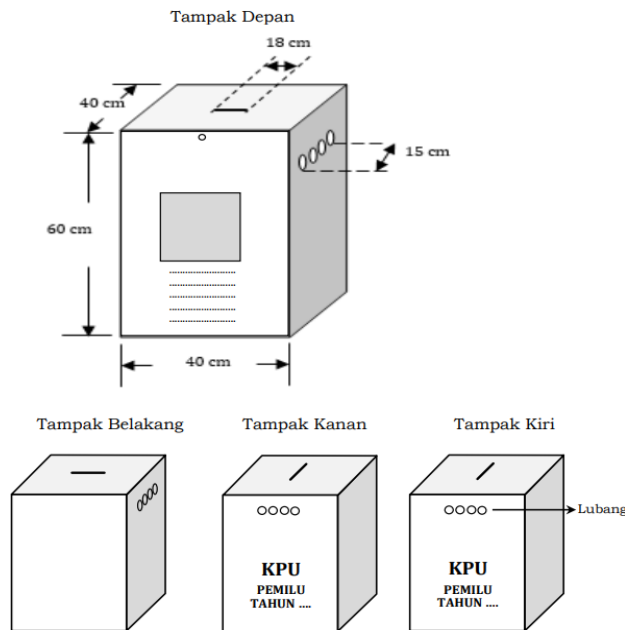 Tampak Depan
18 cm
40 cm
15 cm
60 cm
40 cm
Tampak Belakang
Tampak Kanan
Tampak Kiri
Lubang
KPU
PEMILU
TAHUN ....
KPU
PEMILU
TAHUN ....